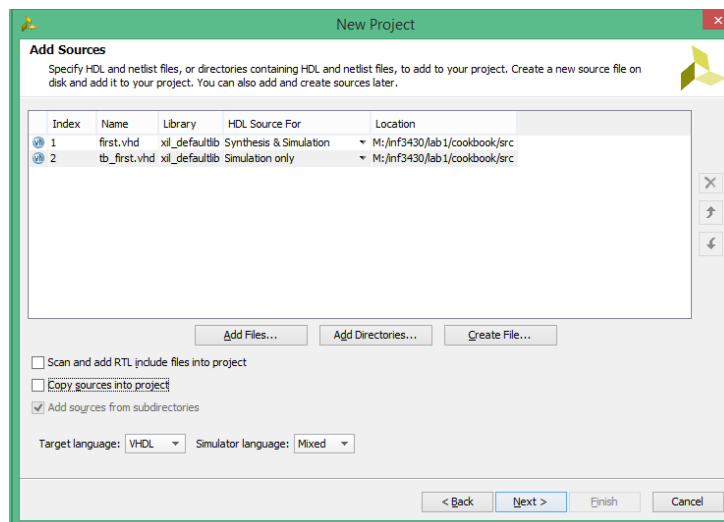 New Project
Add Sources
Specify HDL and netlist files, or directories containing HDL and netlist files, to add to your project. Create a new source file on
disk and add it to your project. You can also add and create sources later.
Index Name Library HDL Source For Location
1 first.vhd xil_defaultlib Synthesis & Simulation M:/inf3430/lab1/cookbook/src
2 tb_first.vhd xil_defaultlib Simulation only M:/inf3430/lab1/cookbook/src
Add Files... Add Directories... Create File...
Scan and add RTL include files into project
Copy sources into project
Add sources from subdirectories
Target language: VHDL Simulator language: Mixed
< Back Next > Finish Cancel